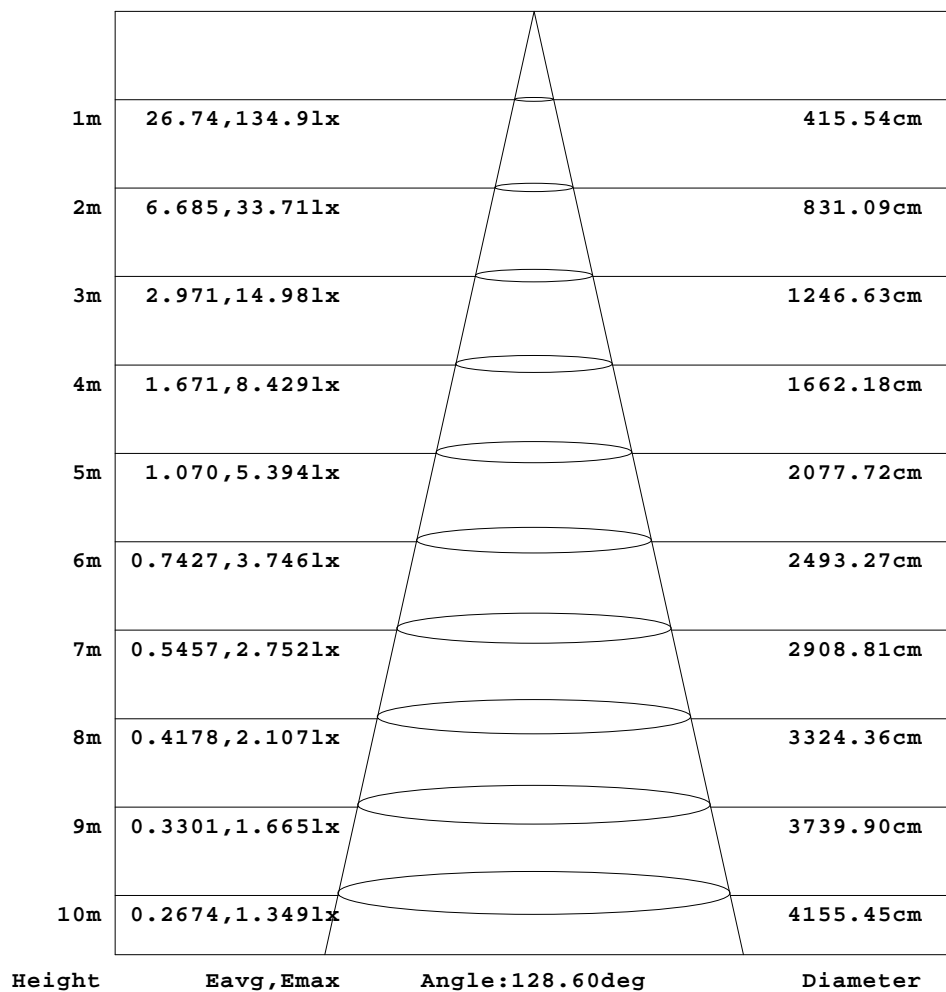 1m 26.74,134.9lx 415.54cm
2m 6.685,33.71lx 831.09cm
3m 2.971,14.98lx 1246.63cm
4m 1.671,8.429lx 1662.18cm
5m 1.070,5.394lx 2077.72cm
6m 0.7427,3.746lx 2493.27cm
7m 0.5457,2.752lx 2908.81cm
8m 0.4178,2.107lx 3324.36cm
9m 0.3301,1.665lx 3739.90cm
10m 0.2674,1.349lx 4155.45cm
Height Eavg,Emax Angle:128.60deg Diameter